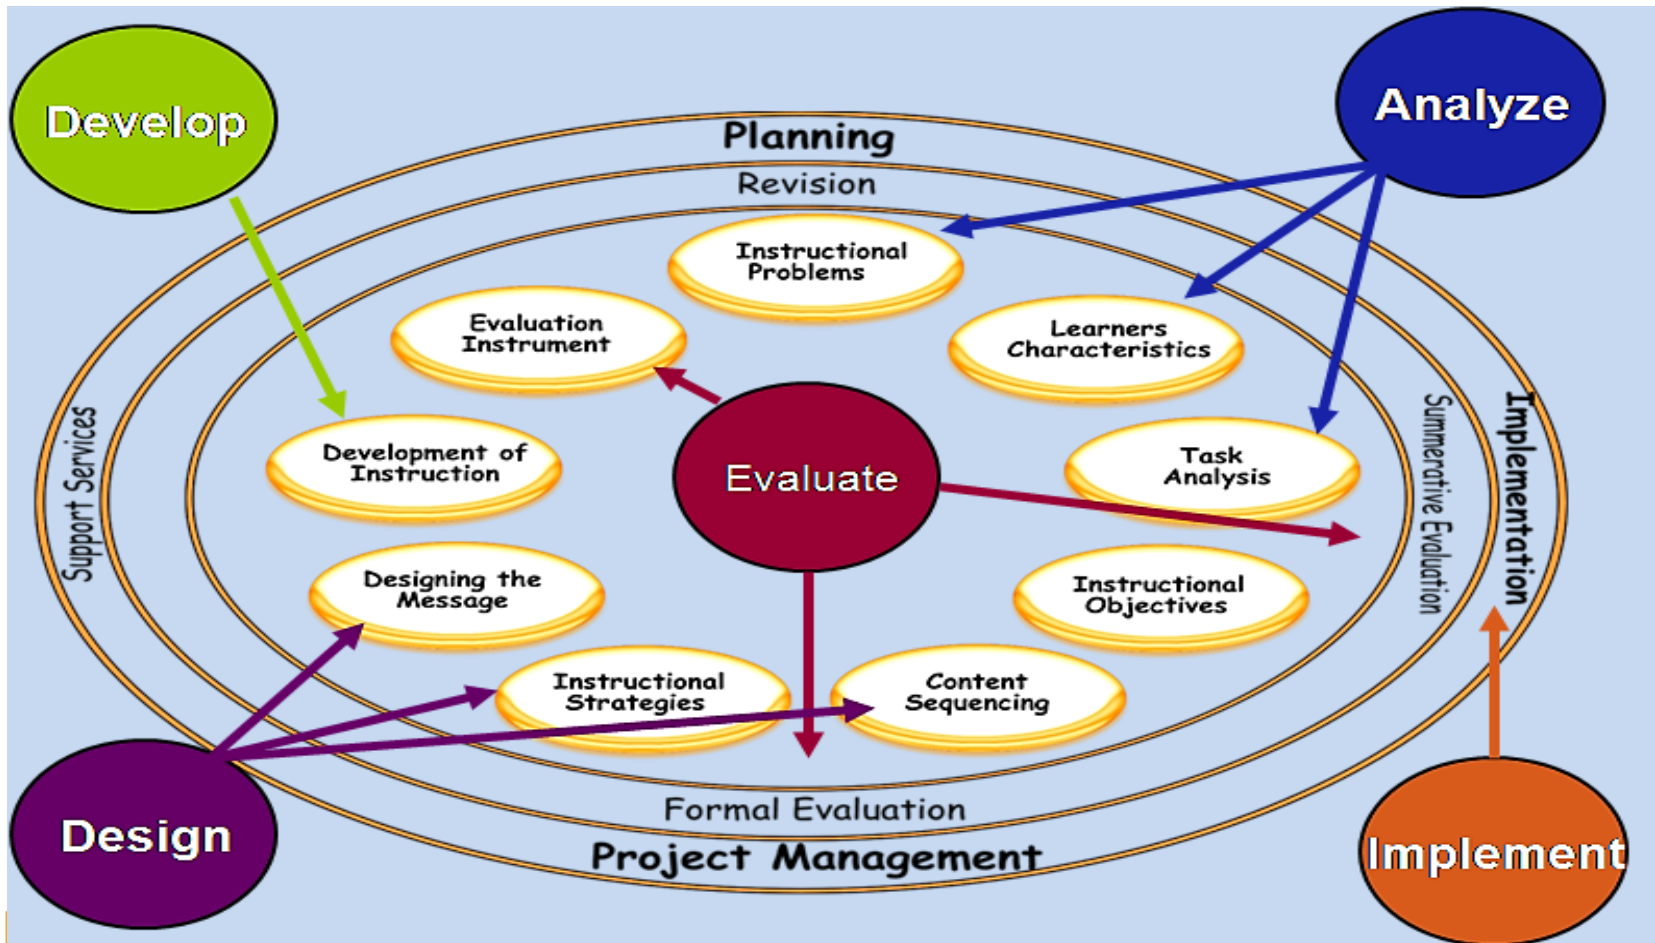 Develop
Analyze
Planning
Revision
Instructional
Problems
Evaluation
Instrument
Learners
Characteristics
Support Services
Development of
Instruction
Evaluate
Task
Analysis
Summerative Evaluation
Implementation
Designing the
Message
Instructional
Objectives
Instructional
Strategies
Content
Sequencing
Formal Evaluation
Project Management
Design
Implement